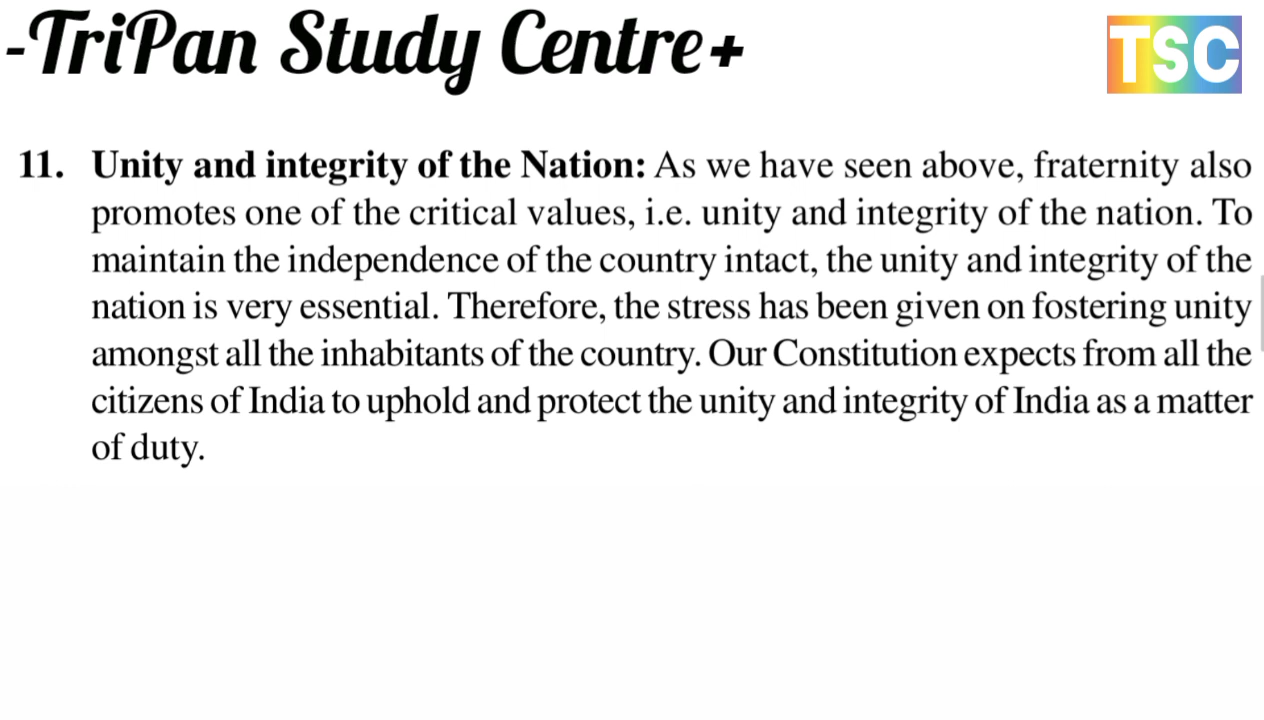 -TriPan Study Centre+
TSC
11. Unity and integrity of the Nation: As we have seen above, fraternity also
promotes one of the critical values, i.e. unity and integrity of the nation. To
maintain the independence of the country intact, the unity and integrity of the
nation is very essential. Therefore, the stress has been given on fostering unity
amongst all the inhabitants of the country. Our Constitution expects from all the
citizens of India to uphold and protect the unity and integrity of India as a matter
of duty.